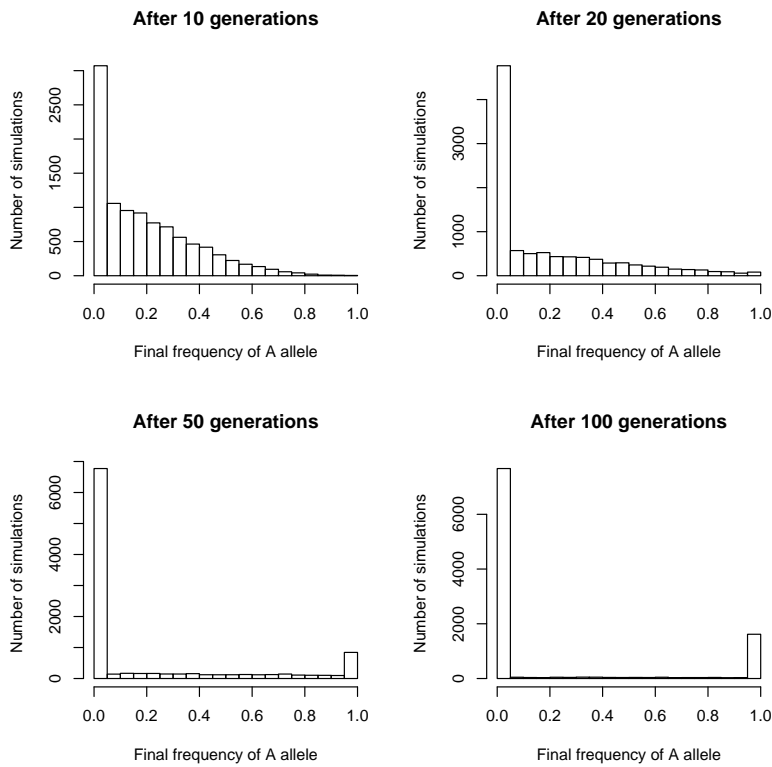 After 10 generations
Number of simulations
500
1500
2500
0.0 0.2 0.4 0.6 0.8 1.0
Final frequency of A allele
After 20 generations
Number of simulations
0
1000
3000
0.0 0.2 0.4 0.6 0.8 1.0
Final frequency of A allele
After 50 generations
Number of simulations
0
2000
4000
6000
0.0 0.2 0.4 0.6 0.8 1.0
Final frequency of A allele
After 100 generations
Number of simulations
0
2000
4000
6000
0.0 0.2 0.4 0.6 0.8 1.0
Final frequency of A allele